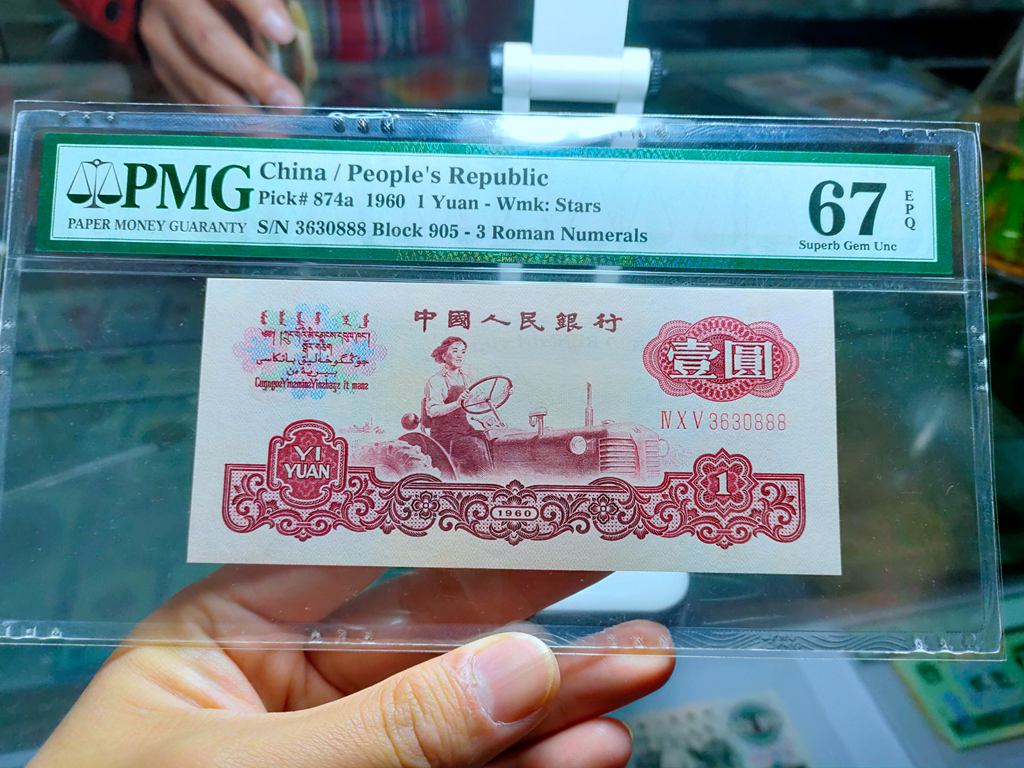 PMG
PAPER MONEY GUARANTY
China / People's Republic
Pick# 874a 1960 1 Yuan - Wmk: Stars
S/N 3630888 Block 905 - 3 Roman Numerals
67
EPQ
Superb Gem Unc
中國人民銀行
壹圓
IV X V 3630888
YI
YUAN
1
1960